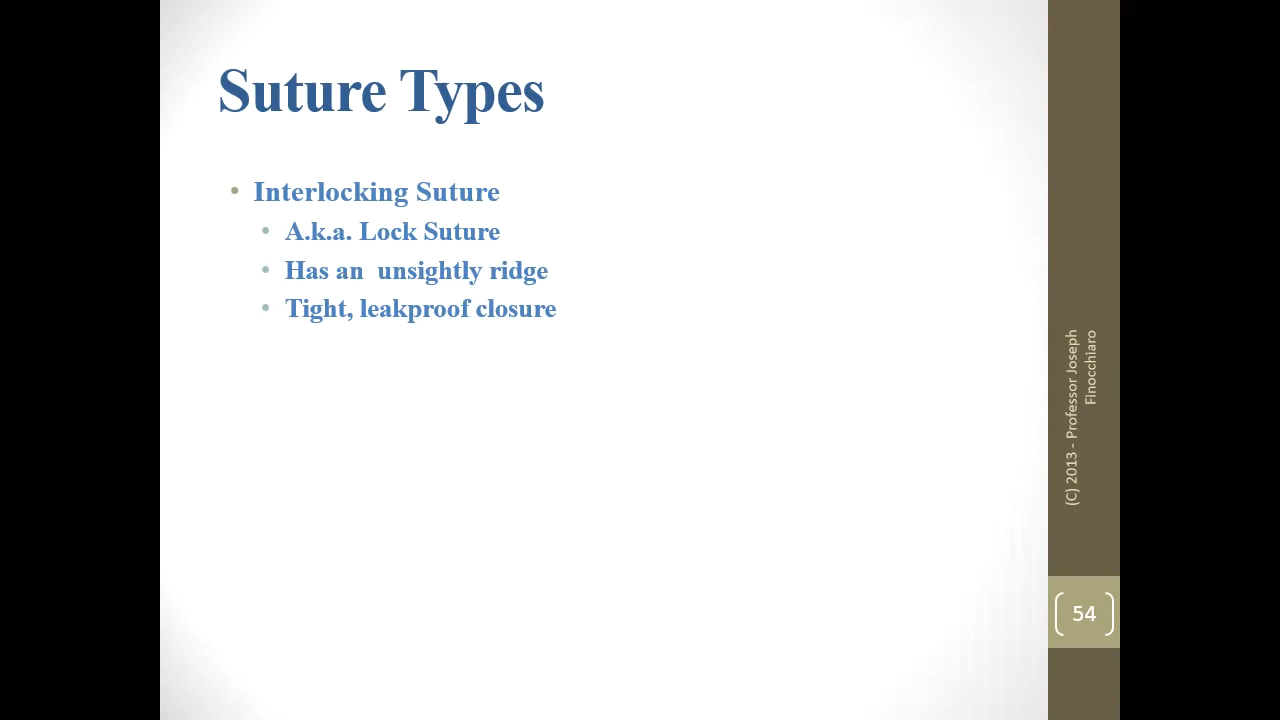 Suture Types
• Interlocking Suture
• A.k.a. Lock Suture
• Has an  unsightly ridge
• Tight, leakproof closure
(C) 2013 - Professor Joseph
Finocchiaro
54